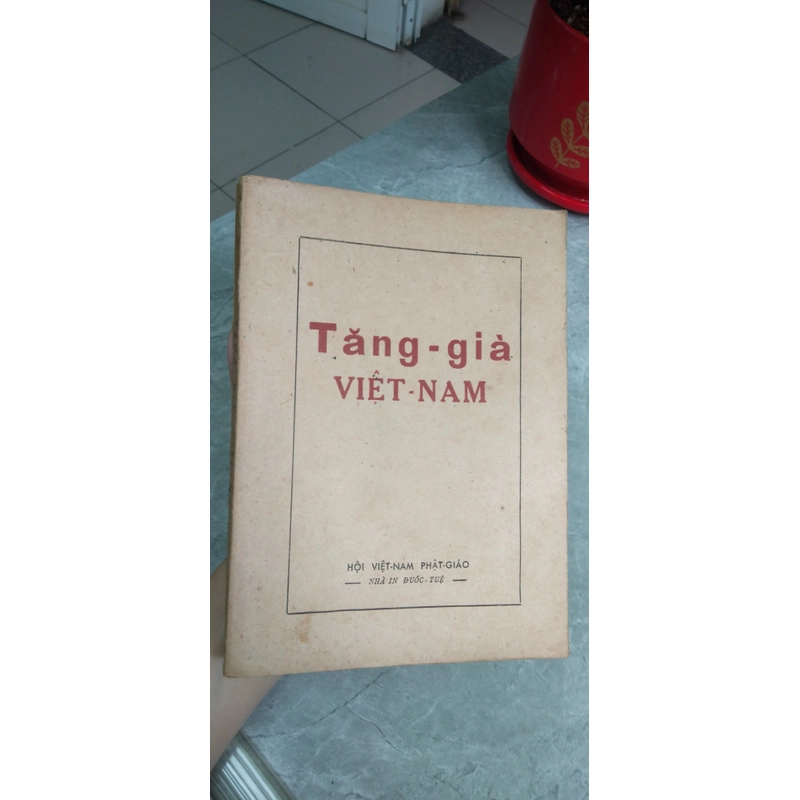 Tăng-già
VIỆT-NAM
HỘI VIỆT-NAM PHẬT-GIÁO
— NHÀ IN ĐUỐC-TUỆ —